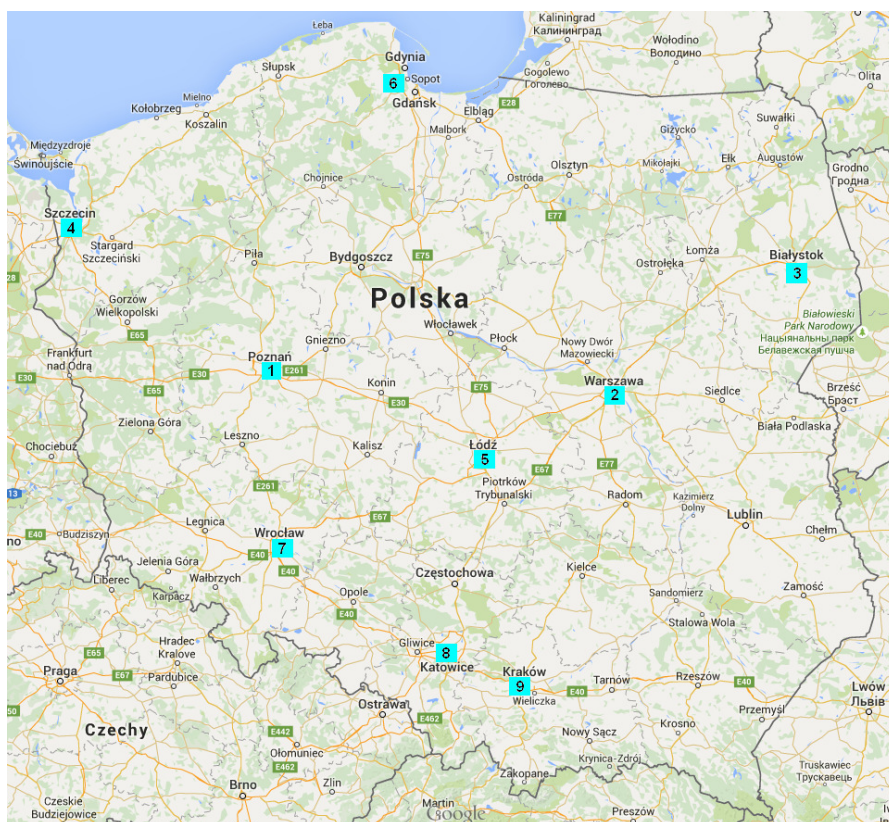 Łeba
Kaliningrad
Калининград
Wołodino
Володино
Gdynia
Sopot
6
Gdańsk
Słupsk
Gogolewo
Гоголево
Olita
Mielno
Kołobrzeg
Koszalin
Elbląg
E28
Malbork
Giżycko
Suwałki
Międzyzdroje
Świnoujście
Chojnice
Ostróda
Olsztyn
Mikołajki
Ełk
Augustów
Grodno
Гродна
Szczecin
4
Stargard
Szczeciński
E77
28
Piła
Bydgoszcz
E75
Ostrołęka
Łomża
Białystok
3
Gorzów
Wielkopolski
E65
Polska
Włocławek
Płock
Nowy Dwór
Mazowiecki
Białowieski
Park Narodowy
Нацыянальны парк
Белавежская пушча
Gniezno
Poznań
1
E261
Frankfurt
nad Odrą
E30
E65
Konin
E30
E75
Warszawa
2
Siedlce
Brześć
Брэст
Biała Podlaska
Zielona Góra
Leszno
Kalisz
Łódź
5
Chociebuż
E67
E77
Piotrków
Trybunalski
Radom
Kazimierz
Dolny
Lublin
Chełm
13
E261
E67
Legnica
Wrocław
7
E40
E40
E40
Budziszyn
no
Jelenia Góra
Liberec
Karpacz
Wałbrzych
Opole
E40
Częstochowa
Kielce
Sandomierz
Zamość
Stalowa Wola
Hradec
Kralove
E65
E67
Praga
Pardubice
Gliwice
8
Katowice
Kraków
9
Wieliczka
E40
Tarnów
Rzeszów
E40
Przemyśl
Lwów
Львів
50
Czechy
Ostrawa
E462
E442
Ołomuniec
E462
Nowy Sącz
Krosno
Krynica-Zdrój
Zakopane
Truskawiec
Трускавець
Brno
Zlin
Czeskie
Budziejowice
Martin
Google
Preszów